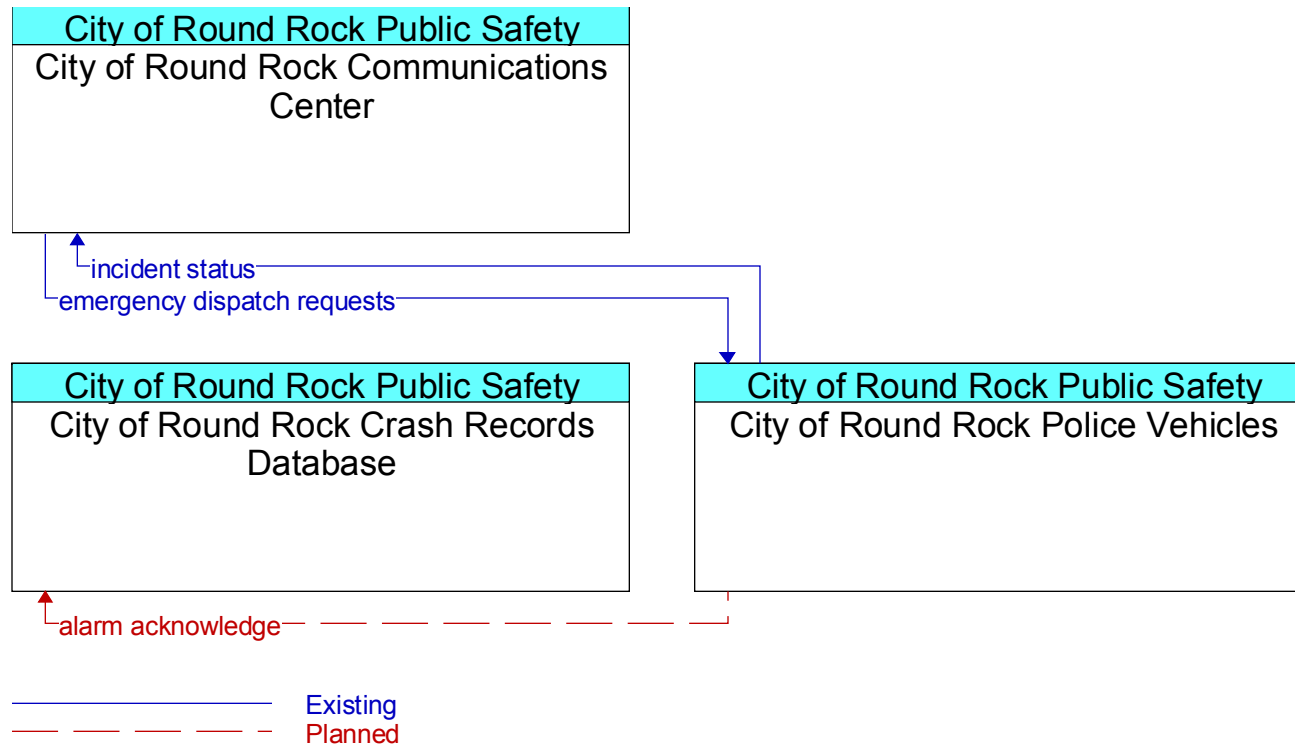 City of Round Rock Public Safety
City of Round Rock Communications
Center
incident status
emergency dispatch requests
City of Round Rock Public Safety
City of Round Rock Crash Records
Database
City of Round Rock Public Safety
City of Round Rock Police Vehicles
alarm acknowledge
Existing
Planned